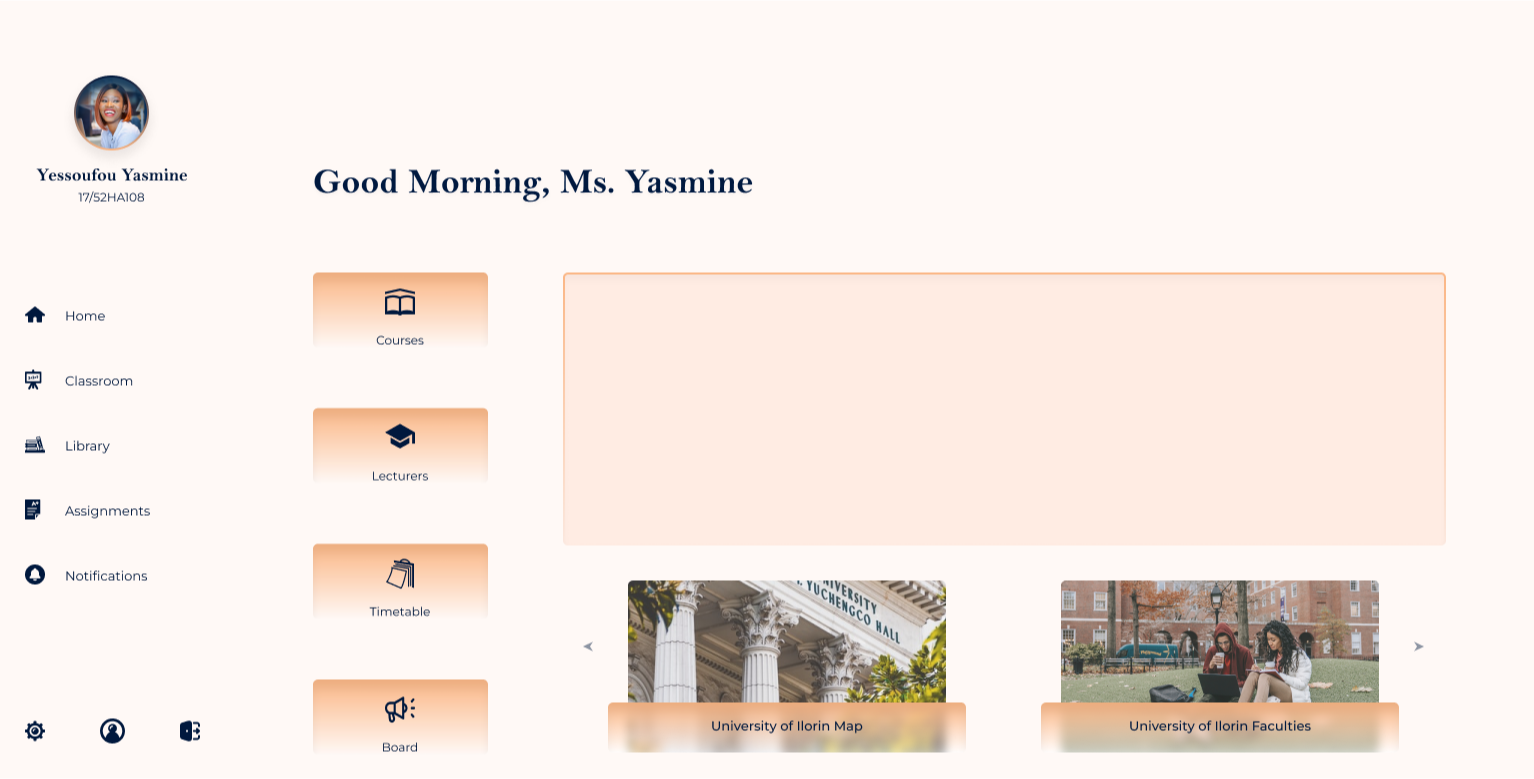 Yessoufou Yasmine
17/52HA108
Good Morning, Ms. Yasmine
Home
Classroom
Library
Assignments
Notifications
Courses
Lecturers
Timetable
Board
UNIVERSITY
YUCHENGCO HALL
University of Ilorin Map
University of Ilorin Faculties